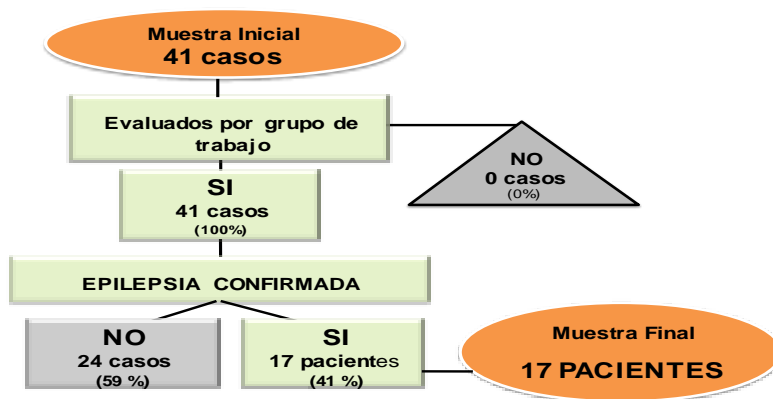 Muestra Inicial
41 casos
Evaluados por grupo de
trabajo
NO
0 casos
(0%)
SI
41 casos
(100%)
EPILEPSIA CONFIRMADA
NO
24 casos
(59 %)
SI
17 pacientes
(41 %)
Muestra Final
17 PACIENTES